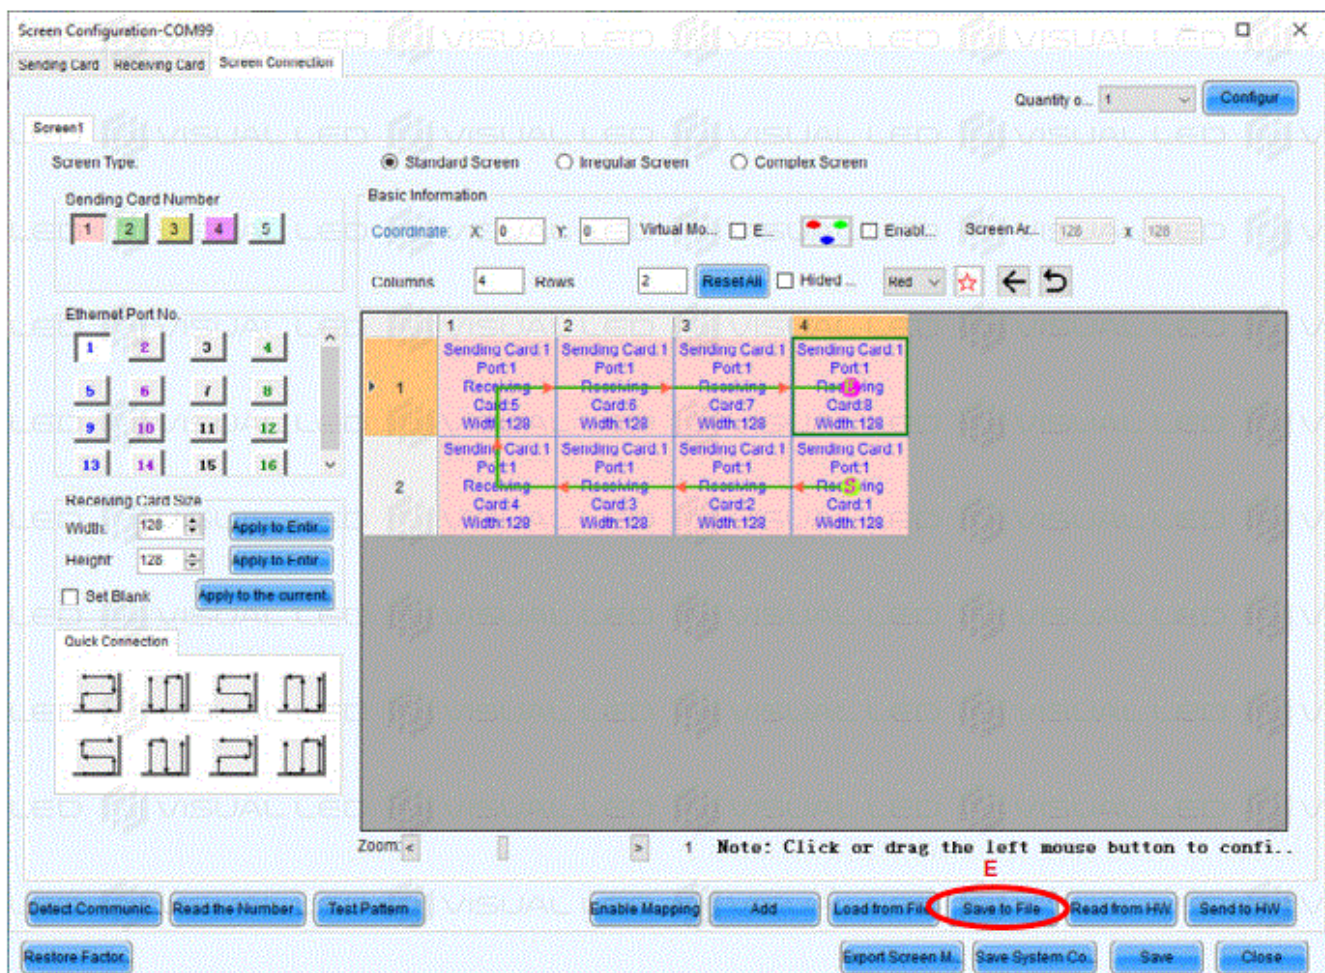 Screen Configuration-COM99
Sending Card Receiving Card Screen Connection
Quantity o... 1 Configur
Screen1
Screen Type. Standard Screen Irregular Screen Complex Screen
Sending Card Number
1 2 3 4 5
Basic Information
Coordinate: X: 0 Y: 0 Virtual Mo... E... Enabl... Screen Ar... 128 x 128
Columns 4 Rows 2 Reset All Hided ... Red
Ethernet Port No.
1 2 3 4
5 6 7 8
9 10 11 12
13 14 15 16
1 2 3 4
1
Sending Card:1 Sending Card:1 Sending Card:1 Sending Card:1
Port:1 Port:1 Port:1 Port:1
Receiving Receiving Receiving Receiving
Card:5 Card:6 Card:7 Card:8
Width:128 Width:128 Width:128 Width:128
2
Sending Card:1 Sending Card:1 Sending Card:1 Sending Card:1
Port:1 Port:1 Port:1 Port:1
Receiving Receiving Receiving Receiving S
Card:4 Card:3 Card:2 Card:1
Width:128 Width:128 Width:128 Width:128
Receiving Card Size
Width: 128 Apply to Entir...
Height: 128 Apply to Entir...
Set Blank Apply to the current.
Quick Connection
Zoom: < > 1 Note: Click or drag the left mouse button to confi..
E
Detect Communic.. Read the Number. Test Pattern Enable Mapping Add Load from File Save to File Read from HW Send to HW
Restore Factor.. Export Screen M.. Save System Co.. Save Close
VISUAL LED